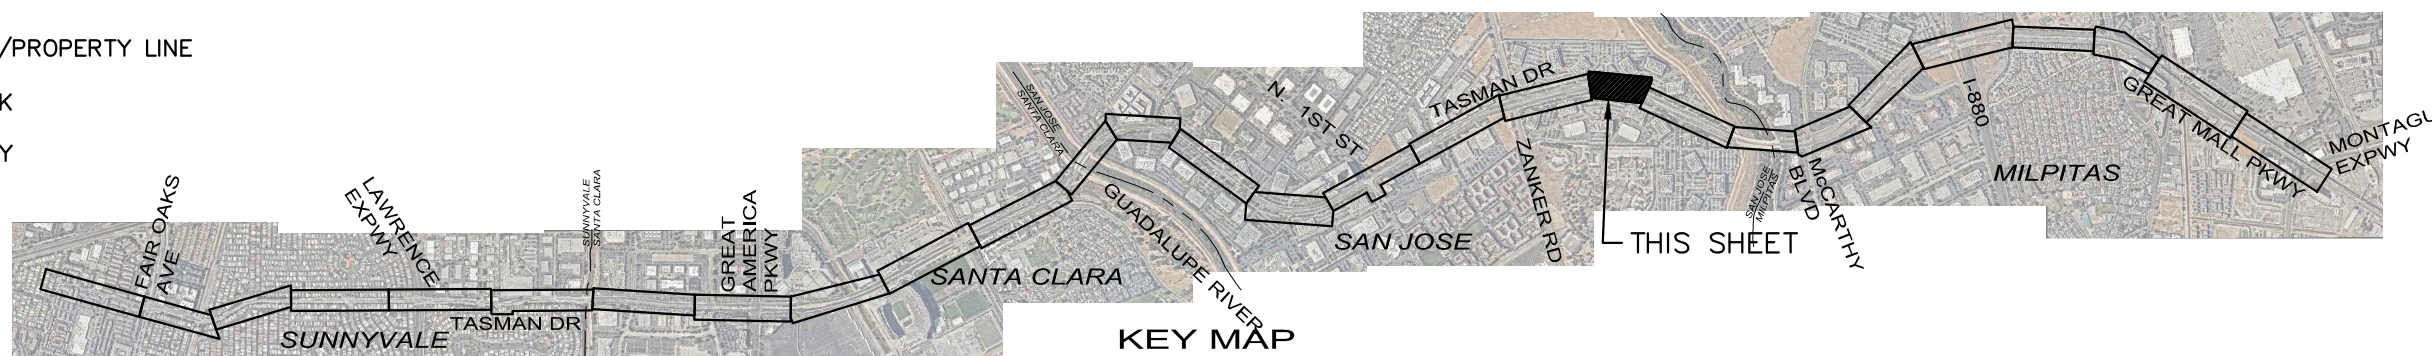 /PROPERTY LINE
K
Y
FAIR OAKS
AVE
LAWRENCE
EXPWY
SUNNYVALE
SANTA CLARA
GREAT
AMERICA
PKWY
TASMAN DR
SUNNYVALE
SANTA CLARA
SAN JOSE
SANTA CLARA
GUADALUPE RIVER
N. 1ST ST
SAN JOSE
TASMAN DR
ZANKER RD
THIS SHEET
SAN JOSE
MILPITAS
McCARTHY
BLVD
I-880
MILPITAS
GREAT MALL PKWY
MONTAGU
EXPWY
KEY MAP